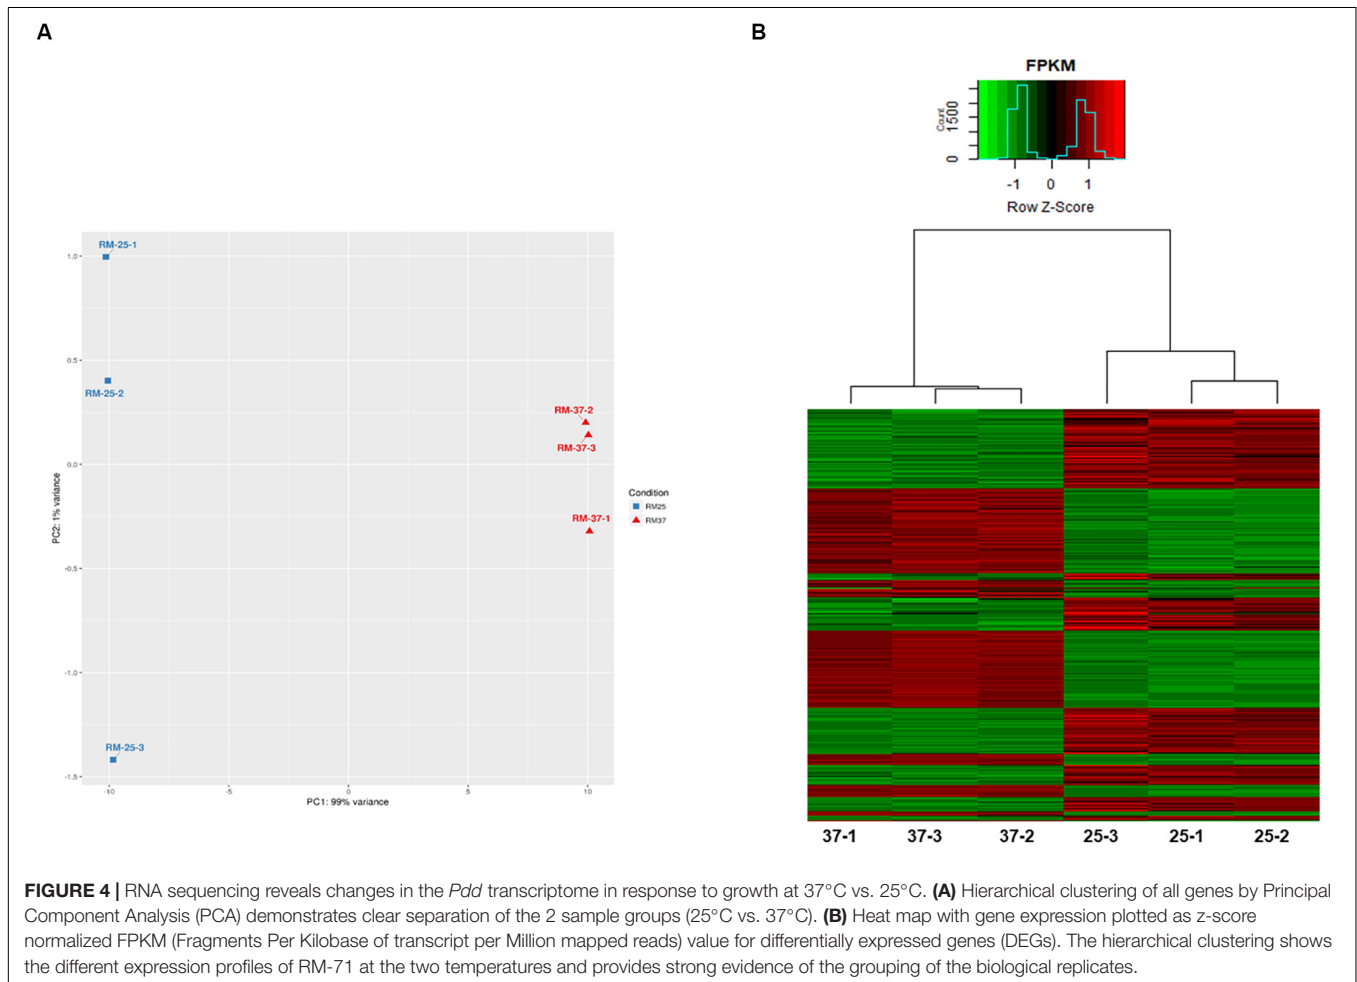 A
B
FPKM
Count
1500
0
-1 0 1
Row Z-Score
RM-25-1
1.0
0.5
RM-25-2
RM-37-2
RM-37-3
0.0
PC2: 1% variance
Condition
RM25
RM37
RM-37-1
-0.5
-1.0
RM-25-3
-1.5
-10 -5 0 5 10
PC1: 99% variance
37-1 37-3 37-2 25-3 25-1 25-2
FIGURE 4 | RNA sequencing reveals changes in the Pdd transcriptome in response to growth at 37°C vs. 25°C. (A) Hierarchical clustering of all genes by Principal
Component Analysis (PCA) demonstrates clear separation of the 2 sample groups (25°C vs. 37°C). (B) Heat map with gene expression plotted as z-score
normalized FPKM (Fragments Per Kilobase of transcript per Million mapped reads) value for differentially expressed genes (DEGs). The hierarchical clustering shows
the different expression profiles of RM-71 at the two temperatures and provides strong evidence of the grouping of the biological replicates.